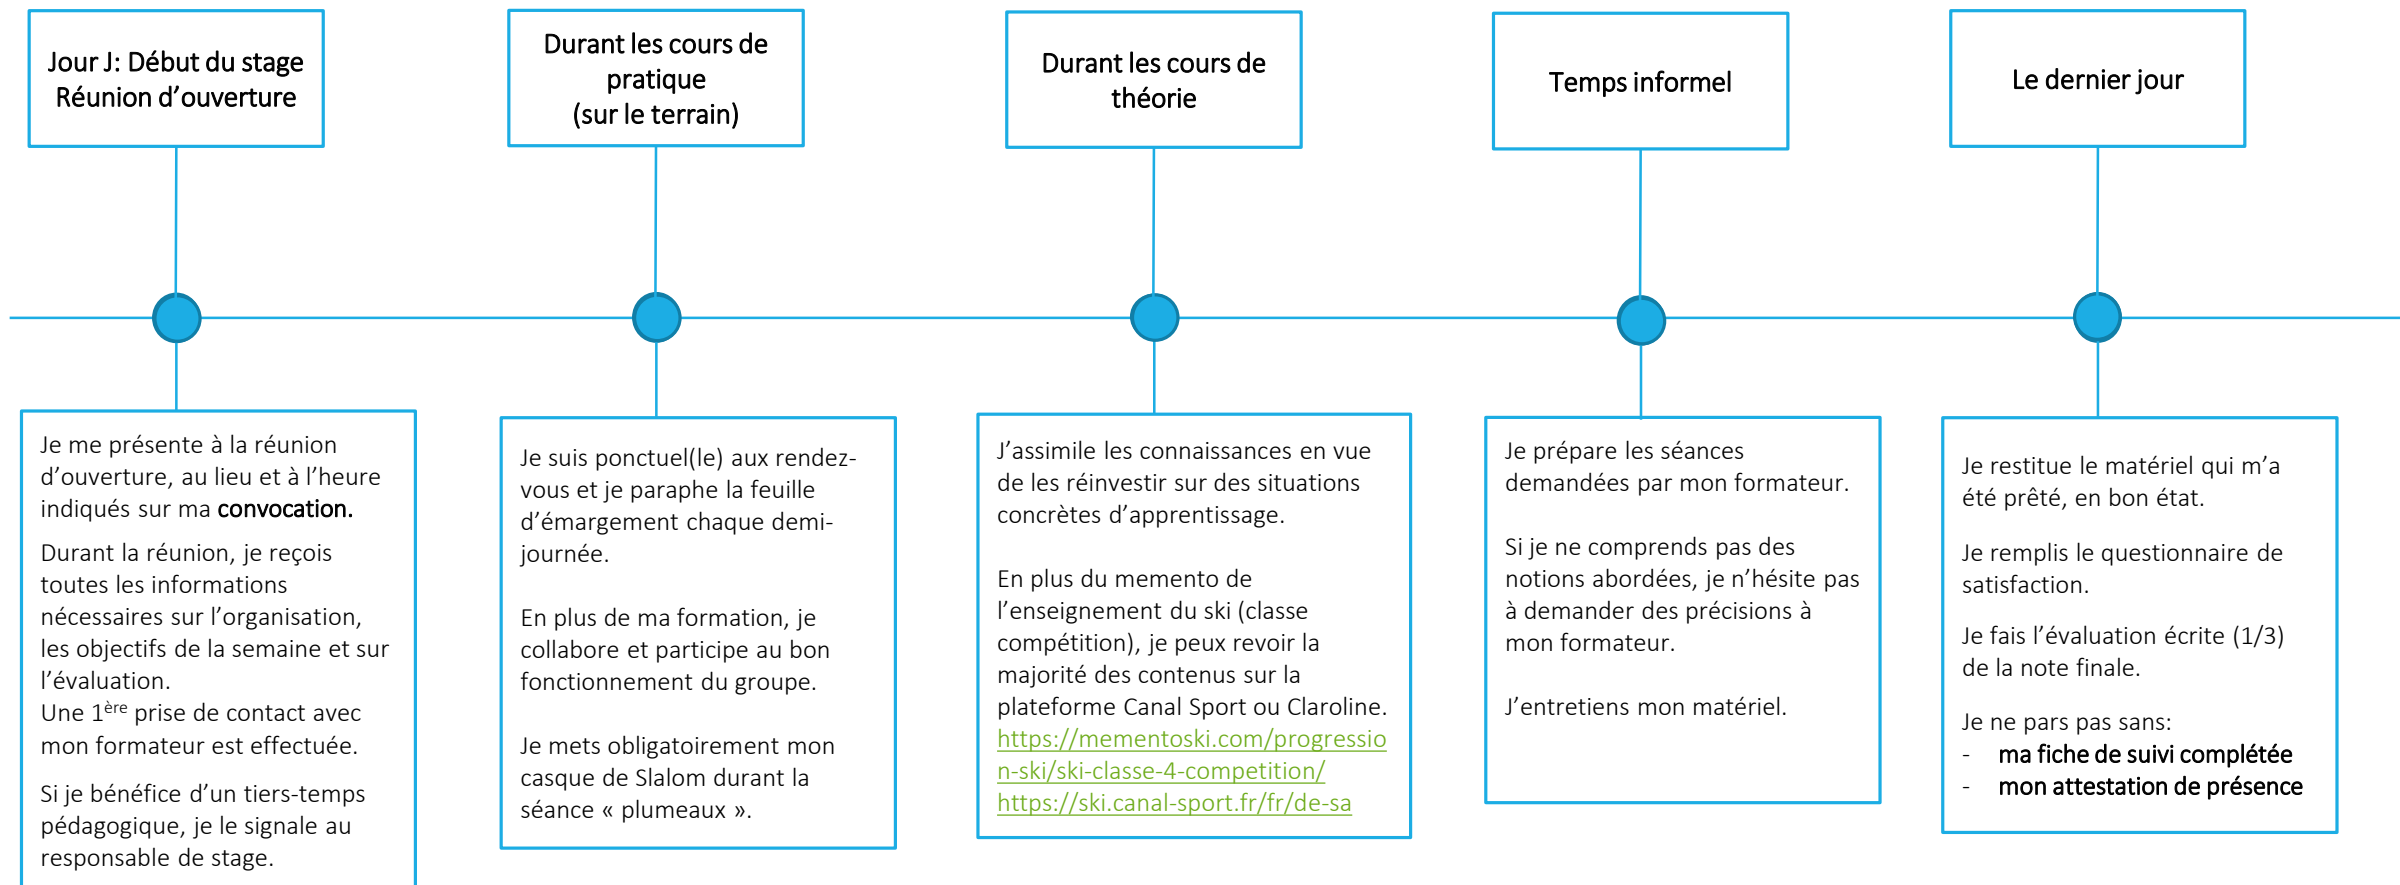 Jour J: Début du stage
Réunion d’ouverture
Durant les cours de
pratique
(sur le terrain)
Durant les cours de
théorie
Temps informel
Le dernier jour
Je me présente à la réunion
d’ouverture, au lieu et à l’heure
indiqués sur ma convocation.
Durant la réunion, je reçois
toutes les informations
nécessaires sur l’organisation,
les objectifs de la semaine et sur
l’évaluation.
Une 1ère prise de contact avec
mon formateur est effectuée.
Si je bénéfice d’un tiers-temps
pédagogique, je le signale au
responsable de stage.
Je suis ponctuel(le) aux rendez-
vous et je paraphe la feuille
d’émargement chaque demi-
journée.
En plus de ma formation, je
collabore et participe au bon
fonctionnement du groupe.
Je mets obligatoirement mon
casque de Slalom durant la
séance « plumeaux ».
J’assimile les connaissances en vue
de les réinvestir sur des situations
concrètes d’apprentissage.
En plus du memento de
l’enseignement du ski (classe
compétition), je peux revoir la
majorité des contenus sur la
plateforme Canal Sport ou Claroline.
https://mementoski.com/progressio
n-ski/ski-classe-4-competition/
https://ski.canal-sport.fr/fr/de-sa
Je prépare les séances
demandées par mon formateur.
Si je ne comprends pas des
notions abordées, je n’hésite pas
à demander des précisions à
mon formateur.
J’entretiens mon matériel.
Je restitue le matériel qui m’a
été prêté, en bon état.
Je remplis le questionnaire de
satisfaction.
Je fais l’évaluation écrite (1/3)
de la note finale.
Je ne pars pas sans:
- ma fiche de suivi complétée
- mon attestation de présence